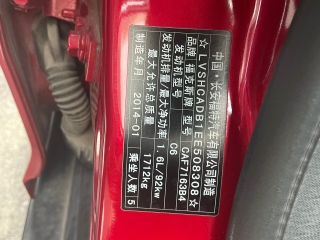 中国·长安福特汽车有限公司制造
☆LVSHCADB1EE508308☆
品牌 福克斯牌 型号 CAF7163B4
发动机型号 C6
发动机排量/最大净功率 1.6L/92kw
最大允许总质量 1712kg
制造年月 2014-01 乘坐人数 5